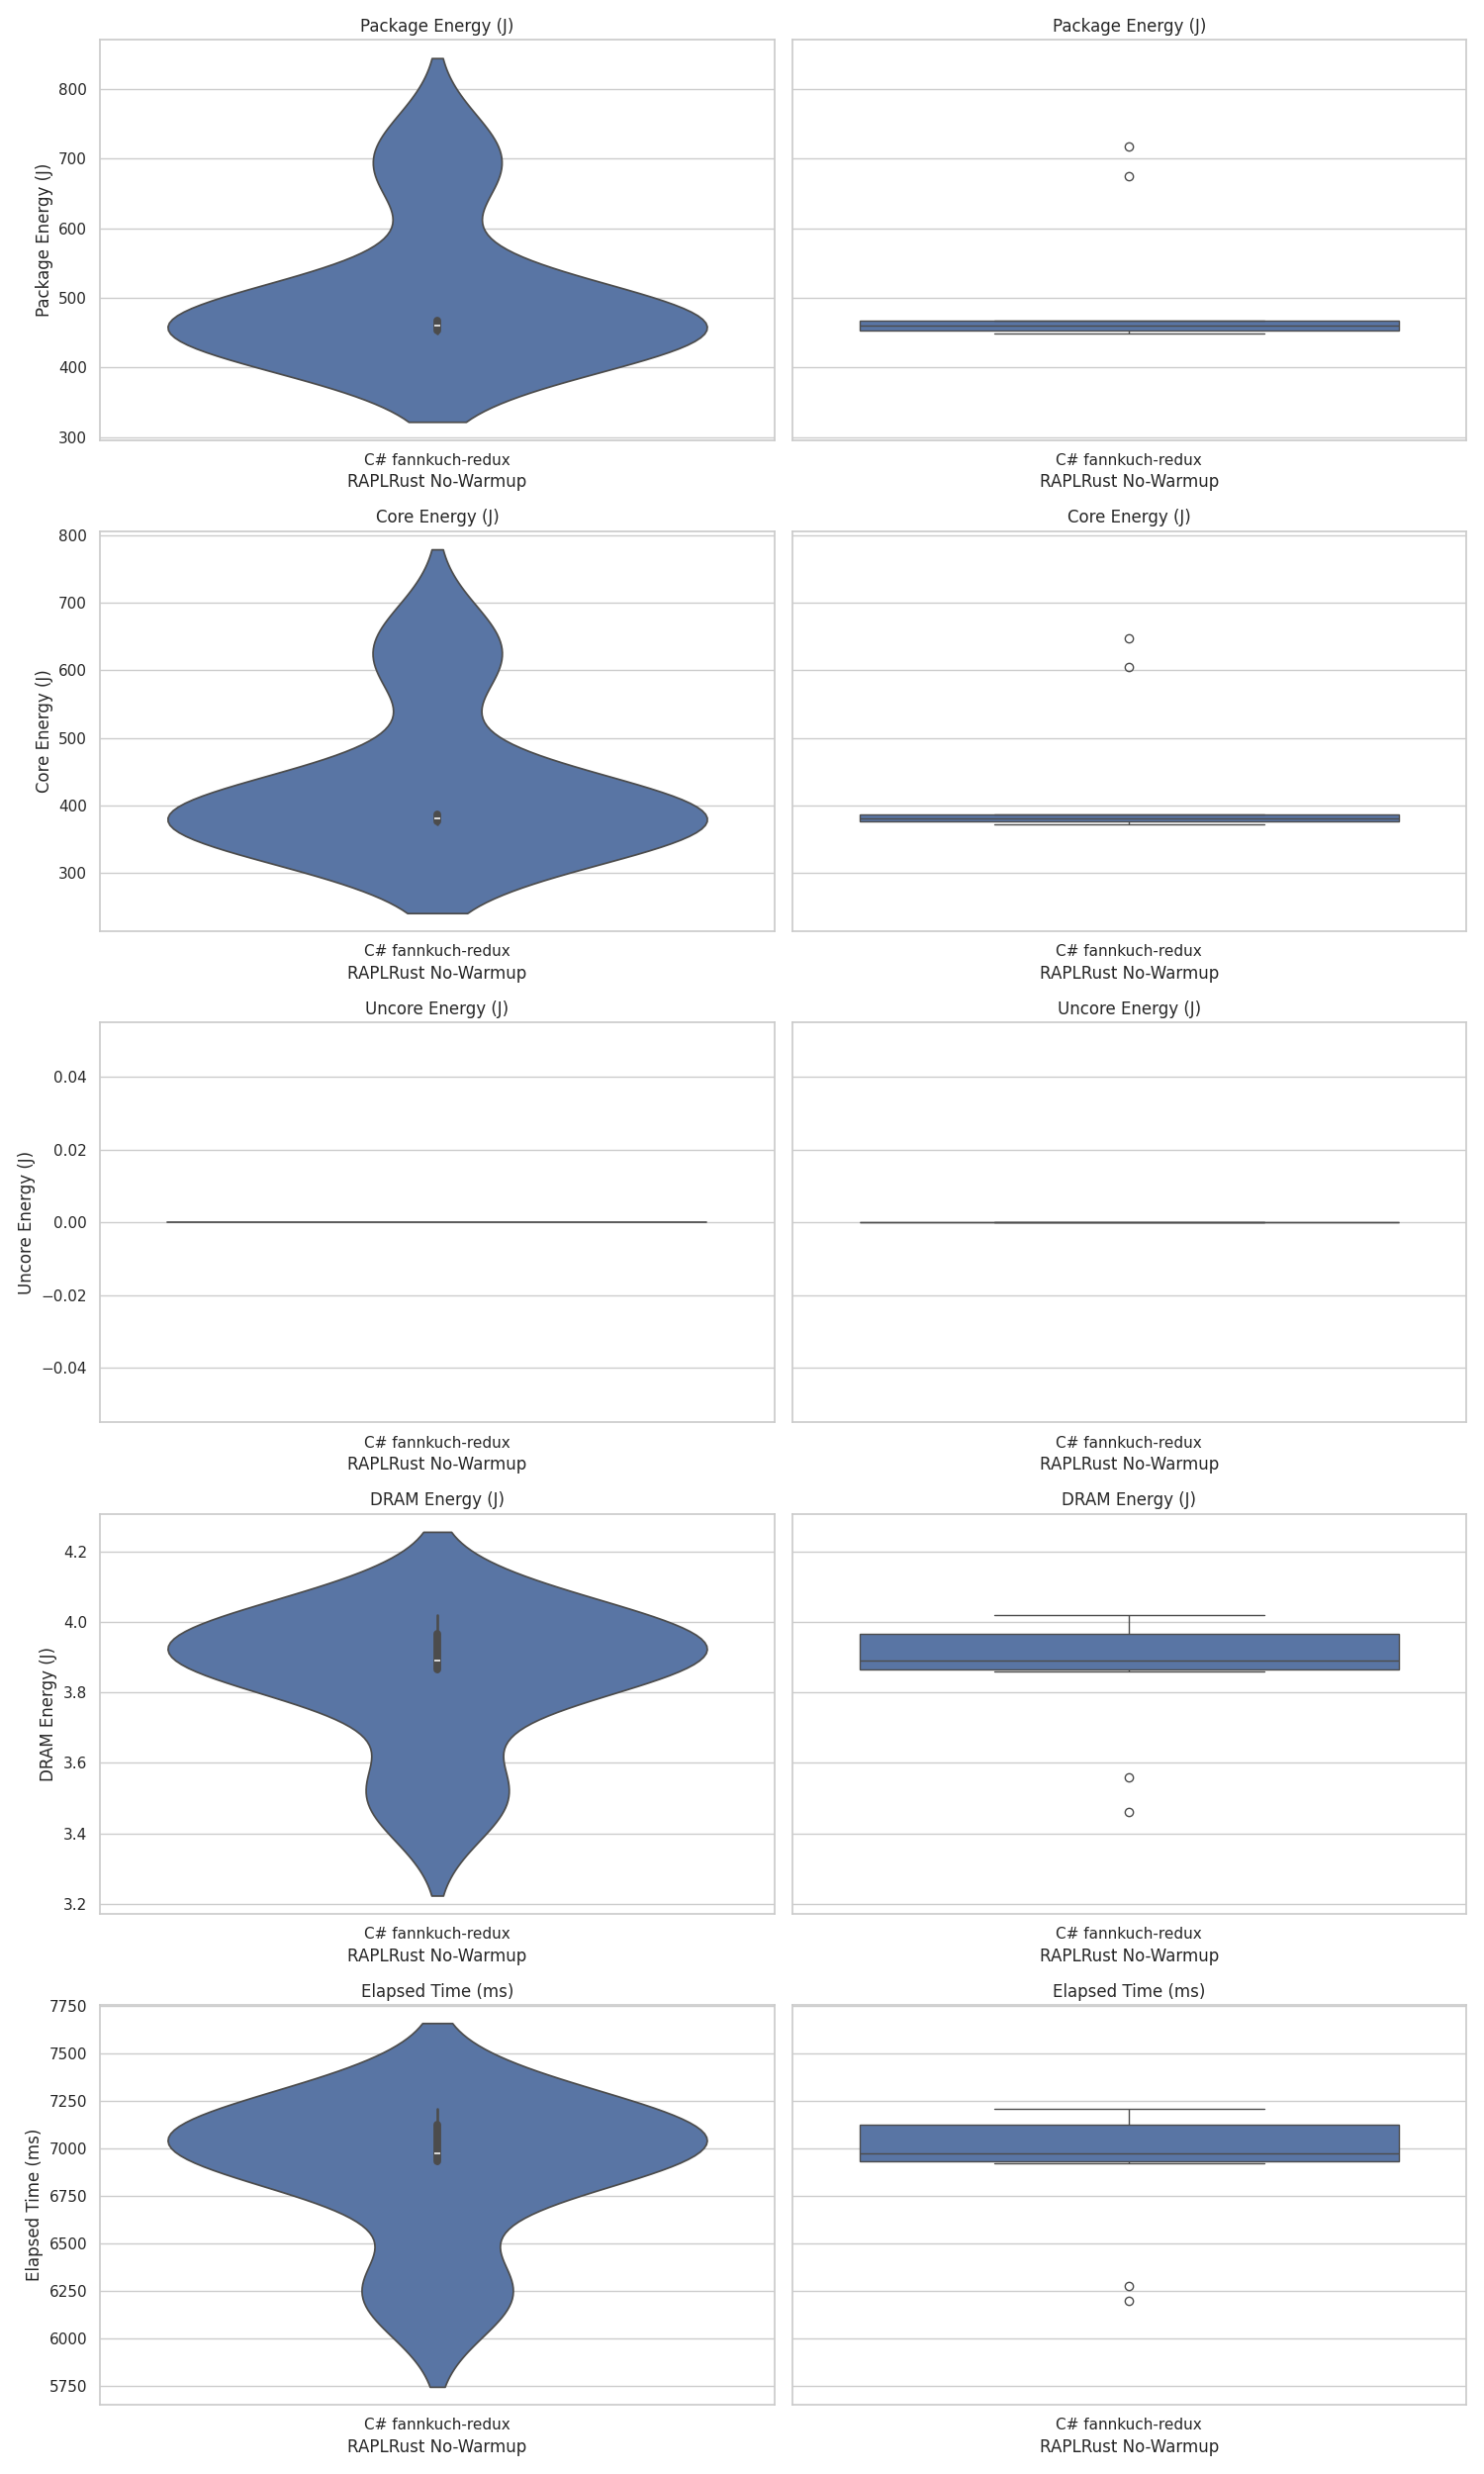 Package Energy (J)
Package Energy (J)
Package Energy (J)
800
700
600
500
400
300
C# fannkuch-redux
RAPLRust No-Warmup
C# fannkuch-redux
RAPLRust No-Warmup
Core Energy (J)
Core Energy (J)
Core Energy (J)
800
700
600
500
400
300
C# fannkuch-redux
RAPLRust No-Warmup
C# fannkuch-redux
RAPLRust No-Warmup
Uncore Energy (J)
Uncore Energy (J)
Uncore Energy (J)
0.04
0.02
0.00
−0.02
−0.04
C# fannkuch-redux
RAPLRust No-Warmup
C# fannkuch-redux
RAPLRust No-Warmup
DRAM Energy (J)
DRAM Energy (J)
DRAM Energy (J)
4.2
4.0
3.8
3.6
3.4
3.2
C# fannkuch-redux
RAPLRust No-Warmup
C# fannkuch-redux
RAPLRust No-Warmup
Elapsed Time (ms)
Elapsed Time (ms)
Elapsed Time (ms)
7750
7500
7250
7000
6750
6500
6250
6000
5750
C# fannkuch-redux
RAPLRust No-Warmup
C# fannkuch-redux
RAPLRust No-Warmup